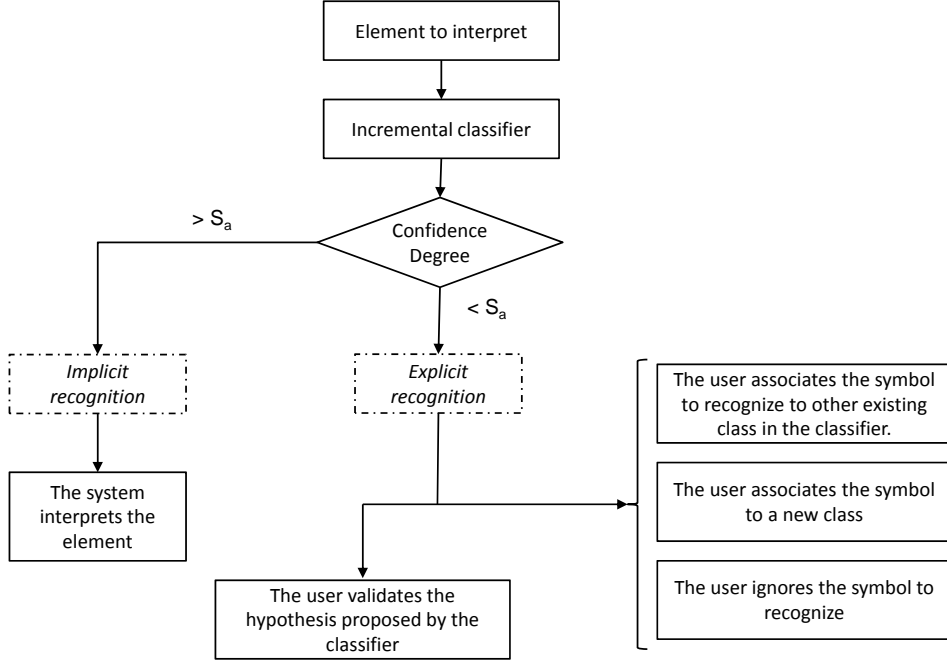 Element to interpret
Incremental classifier
Confidence
Degree
> Sa
< Sa
Implicit
recognition
Explicit
recognition
The system
interprets the
element
The user validates the
hypothesis proposed by the
classifier
The user associates the symbol
to recognize to other existing
class in the classifier.
The user associates the symbol
to a new class
The user ignores the symbol to
recognize